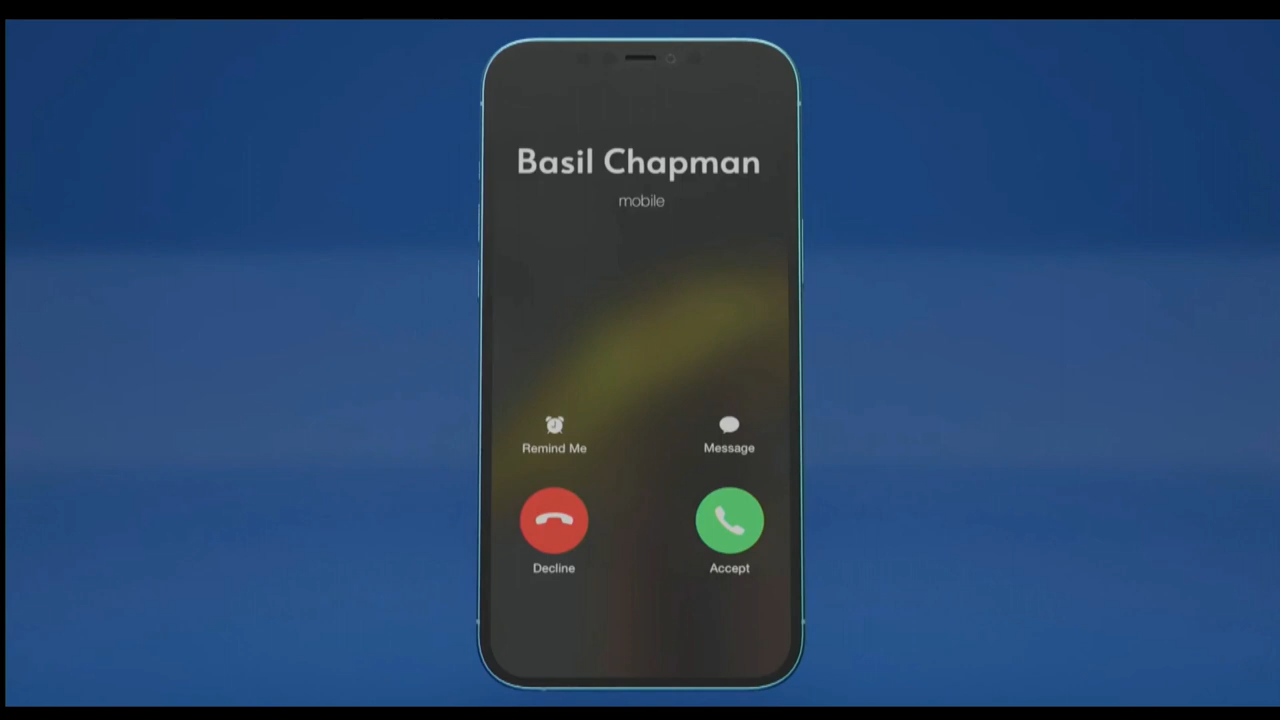 Basil Chapman
mobile
Remind Me
Message
Decline
Accept